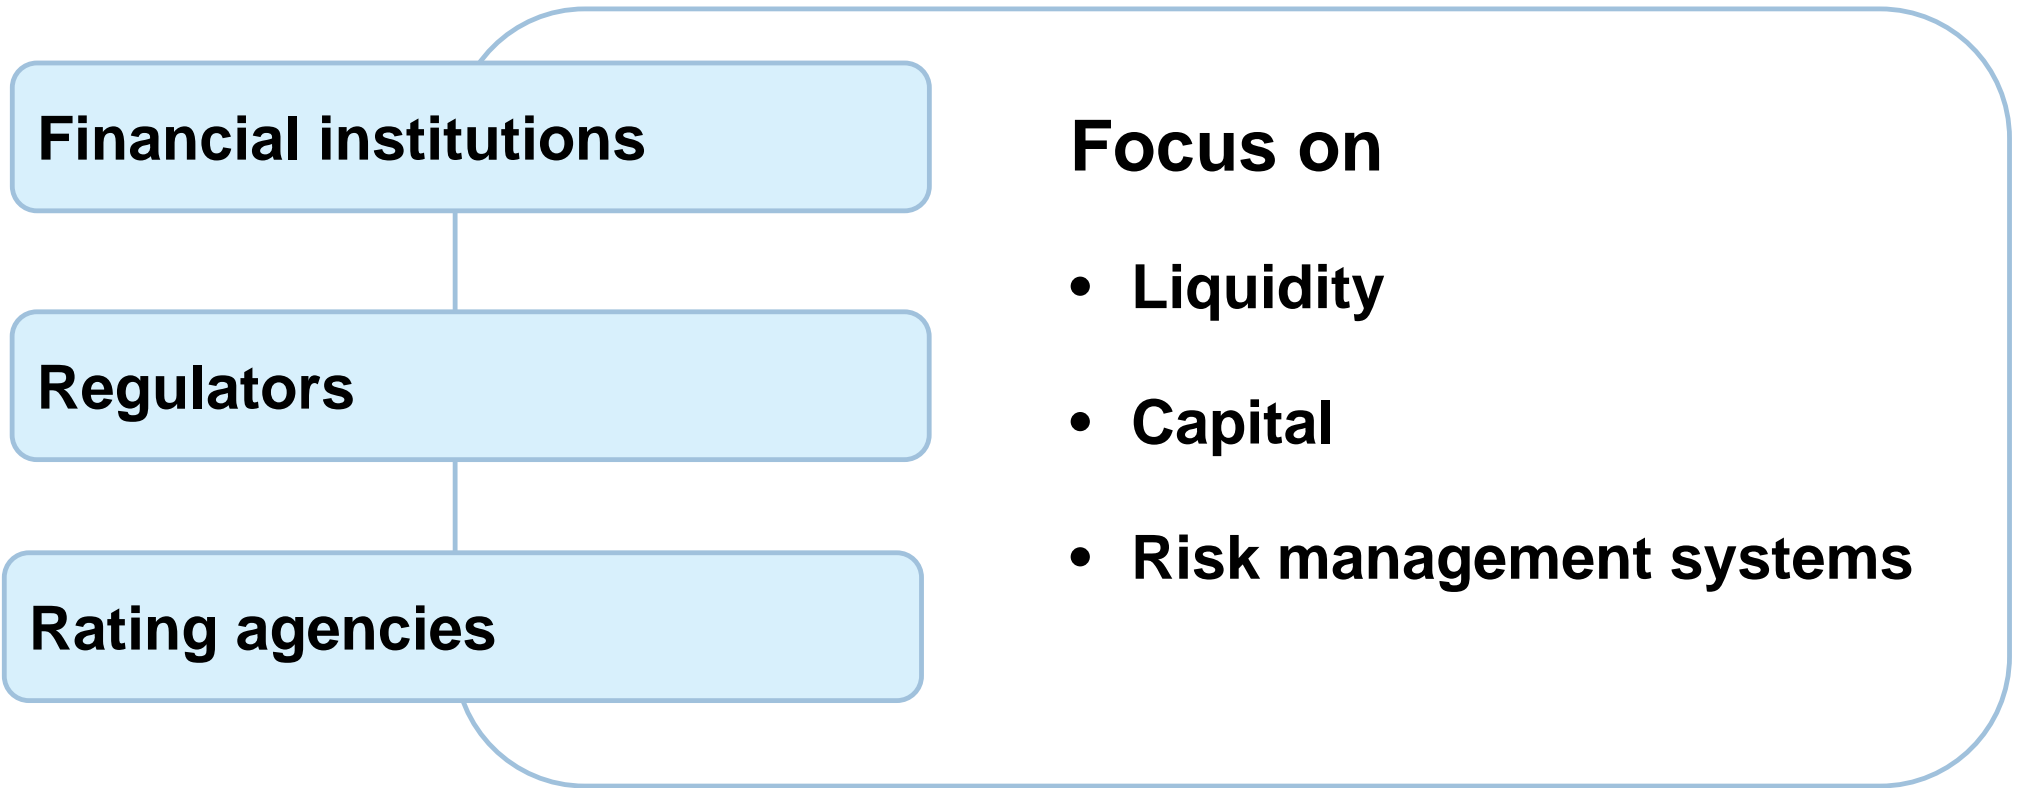 Financial institutions
Regulators
Rating agencies
Focus on
• Liquidity
• Capital
• Risk management systems